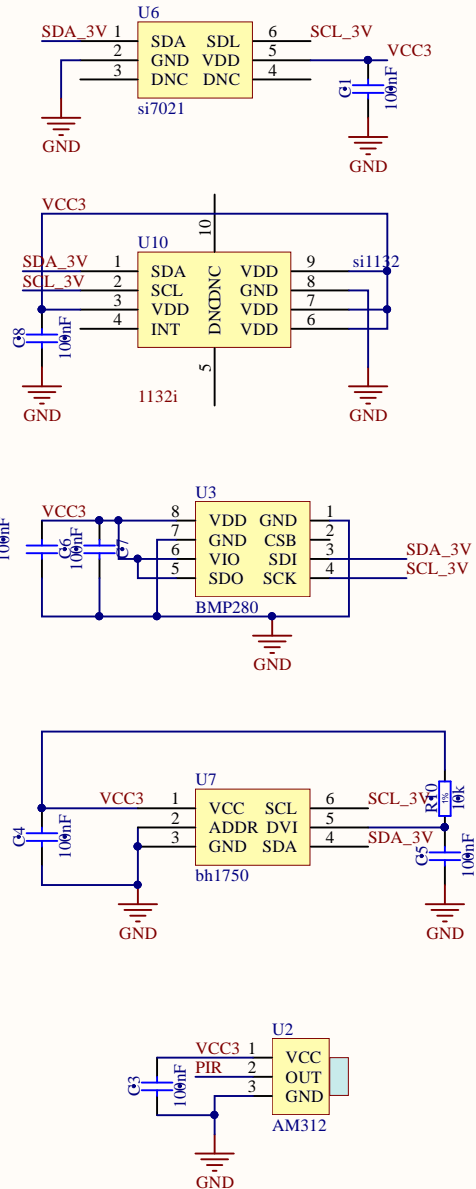 U6
SDA_3V 1 SDA SDL 6 SCL_3V
2 GND VDD 5 VCC3
3 DNC DNC 4
si7021
C1 100nF
GND GND
VCC3 10
U10
SDA_3V 1 SDA DNC VDD 9 si1132
SCL_3V 2 SCL GND 8
3 VDD VDD 7
4 INT DNC VDD 6
C8 100nF
5
1132i
GND GND
U3
VCC3 8 VDD GND 1
7 GND CSB 2
100nF C6 100nF C7
6 VIO SDI 3 SDA_3V
5 SDO SCK 4 SCL_3V
BMP280
GND
U7
VCC3 1 VCC SCL 6 SCL_3V R10 1% 10k
2 ADDR DVI 5
3 GND SDA 4 SDA_3V
C4 100nF
C5 100nF
bh1750
GND GND
U2
VCC3 1 VCC
PIR 2 OUT
3 GND
C3 100nF
AM312
GND